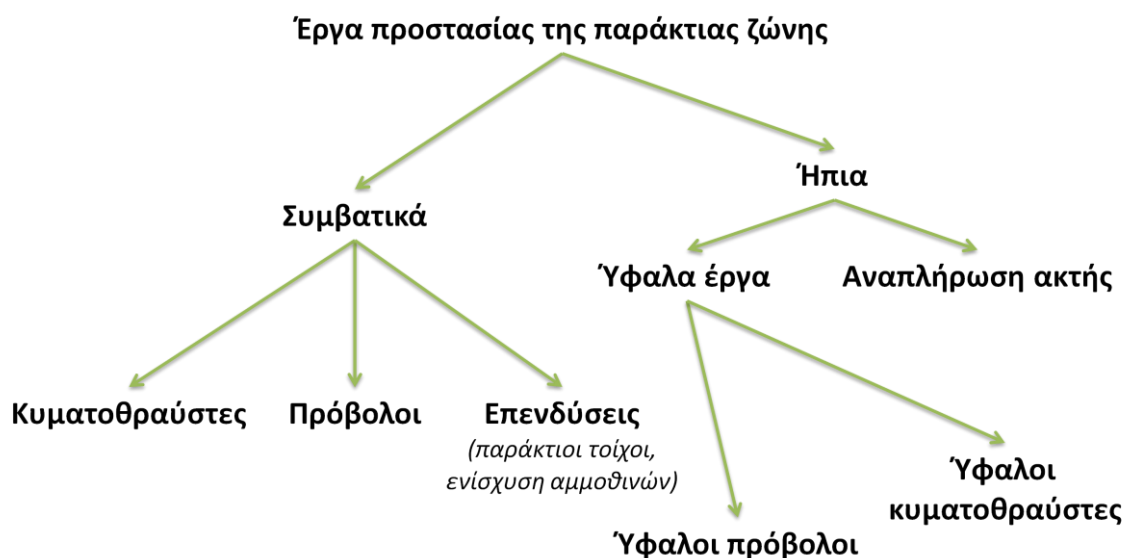 Έργα προστασίας της παράκτιας ζώνης
Ήπια
Συμβατικά
Ύφαλα έργα
Αναπλήρωση ακτής
Κυματοθραύστες
Πρόβολοι
Επενδύσεις
(παράκτιοι τοίχοι,
ενίσχυση αμμοθινών)
Ύφαλοι
κυματοθραύστες
Ύφαλοι πρόβολοι